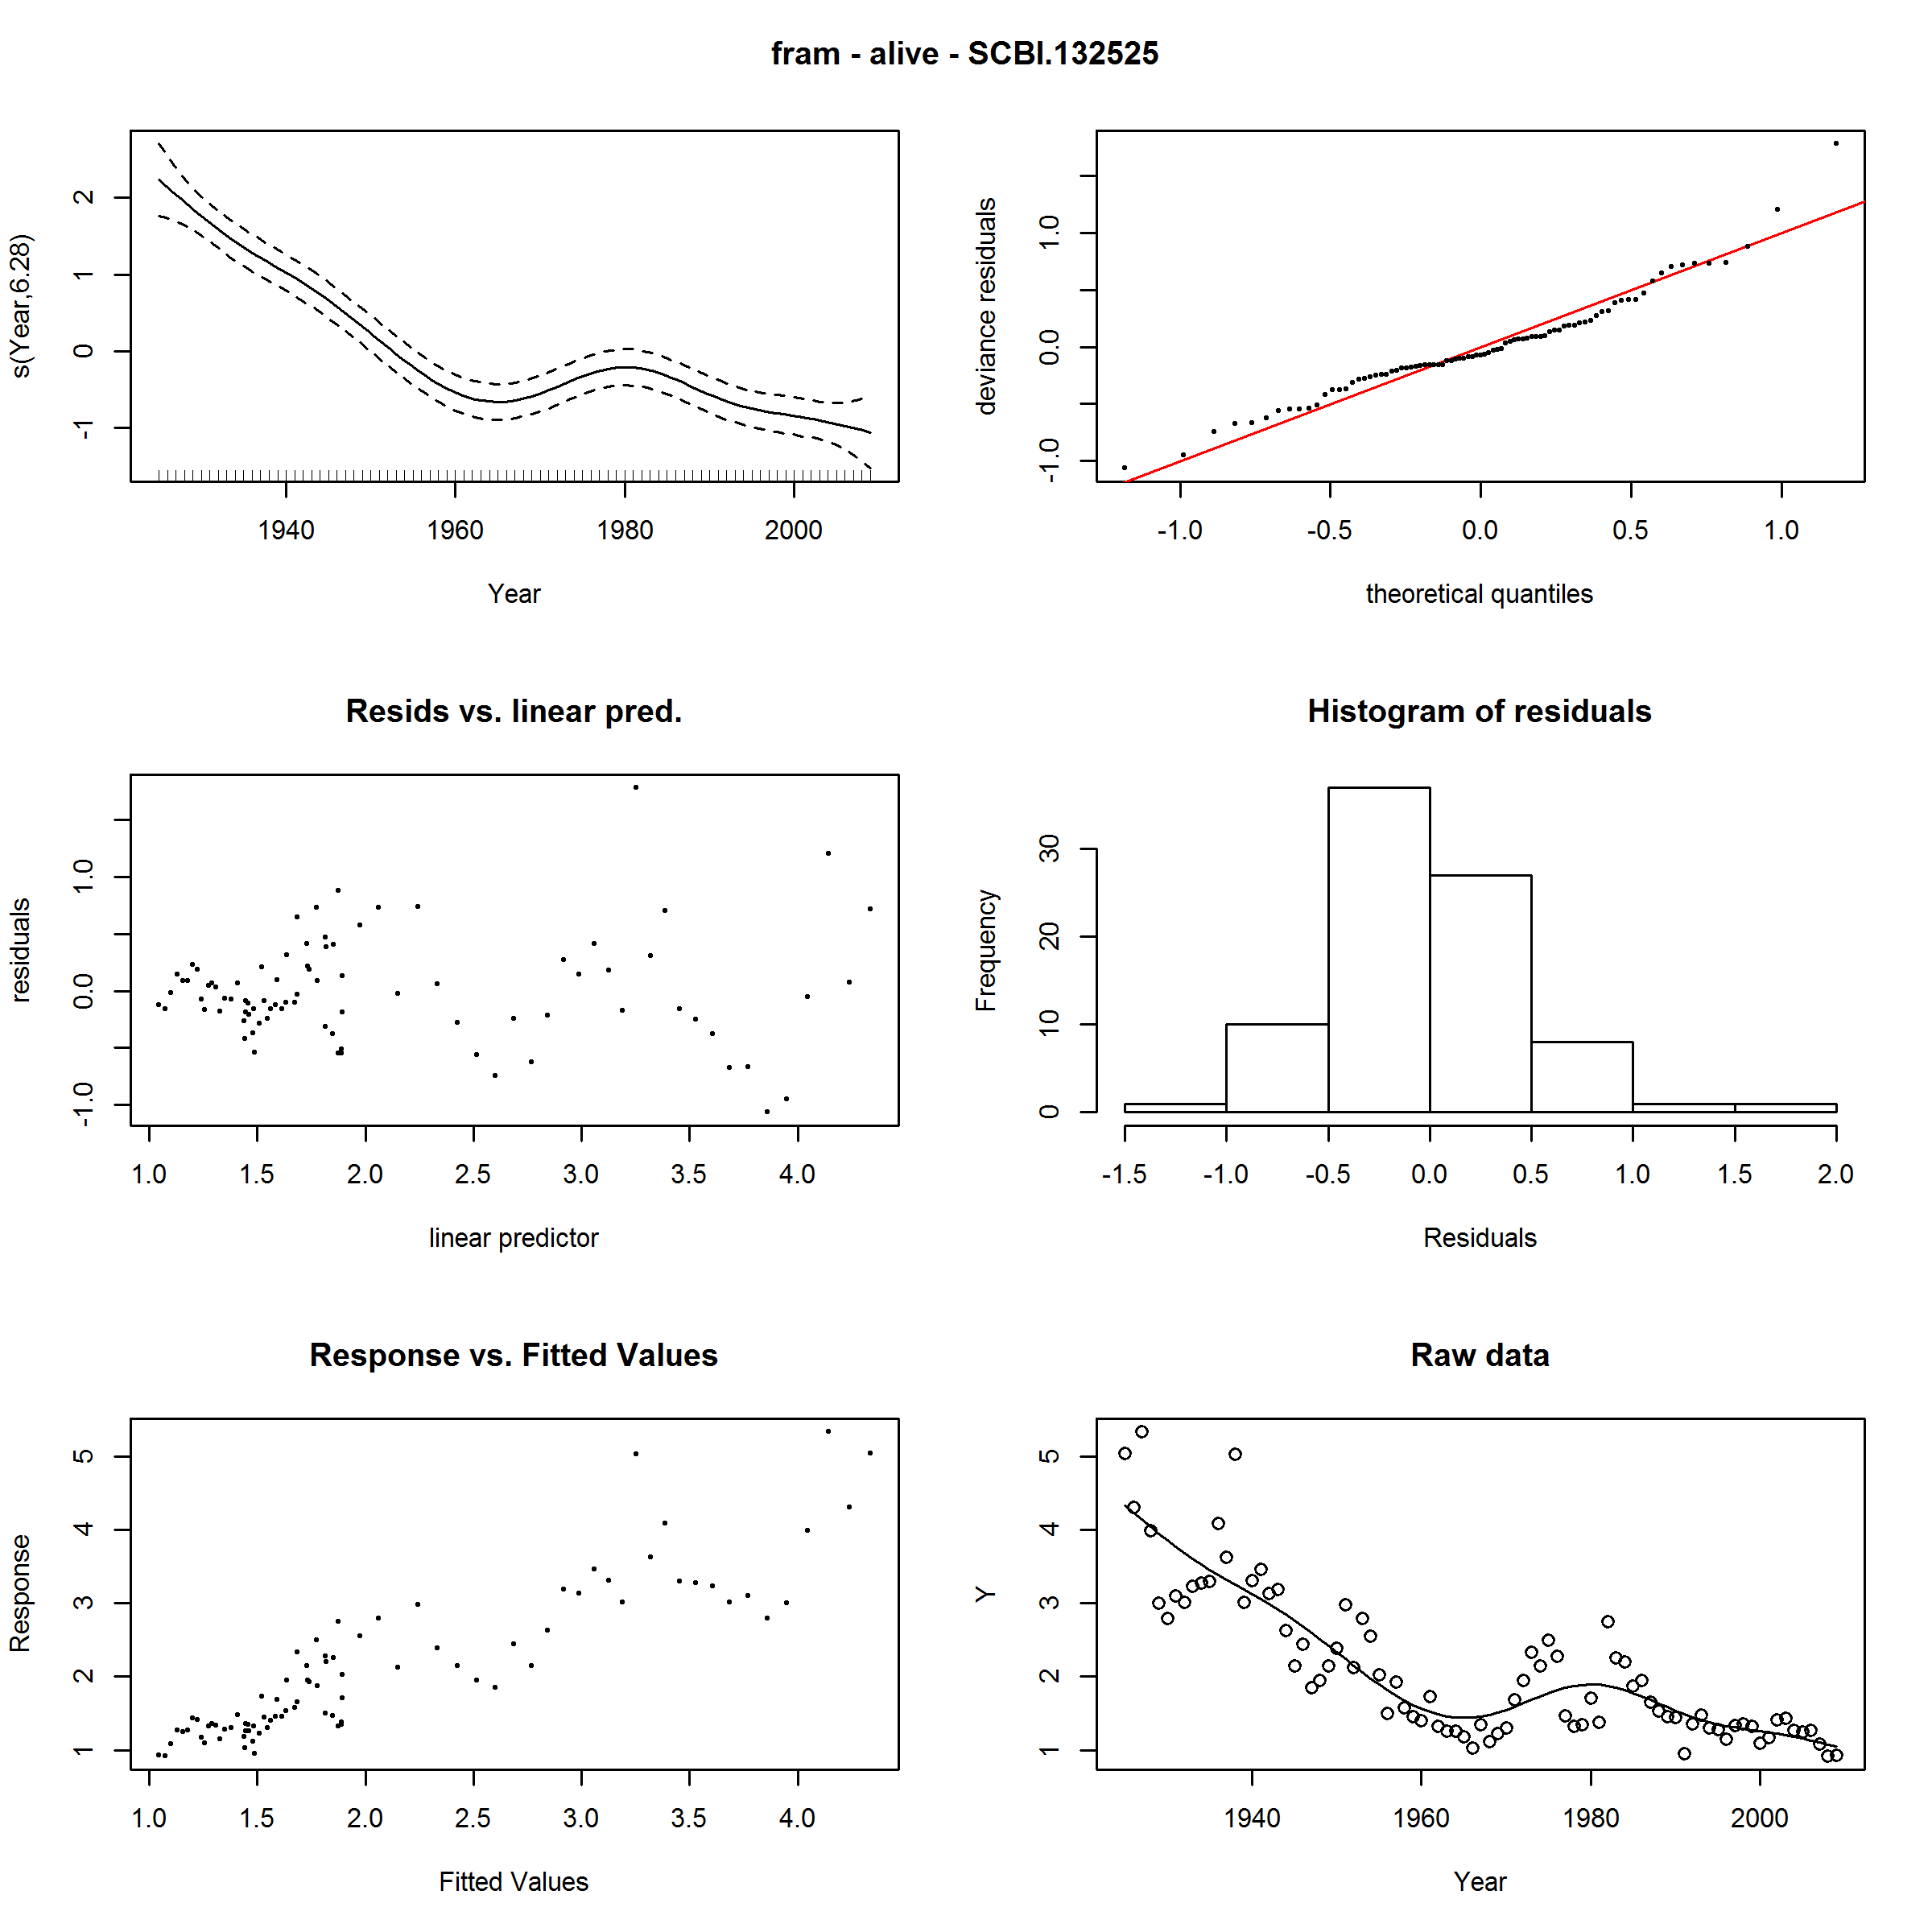 fram - alive - SCBI.132525
s(Year,6.28)
2
1
0
-1
1940 1960 1980 2000
Year
deviance residuals
1.0
0.0
-1.0
-1.0 -0.5 0.0 0.5 1.0
theoretical quantiles
Resids vs. linear pred.
residuals
1.0
0.0
-1.0
1.0 1.5 2.0 2.5 3.0 3.5 4.0
linear predictor
Histogram of residuals
Frequency
30
20
10
0
-1.5 -1.0 -0.5 0.0 0.5 1.0 1.5 2.0
Residuals
Response vs. Fitted Values
Response
5
4
3
2
1
1.0 1.5 2.0 2.5 3.0 3.5 4.0
Fitted Values
Raw data
Y
5
4
3
2
1
1940 1960 1980 2000
Year